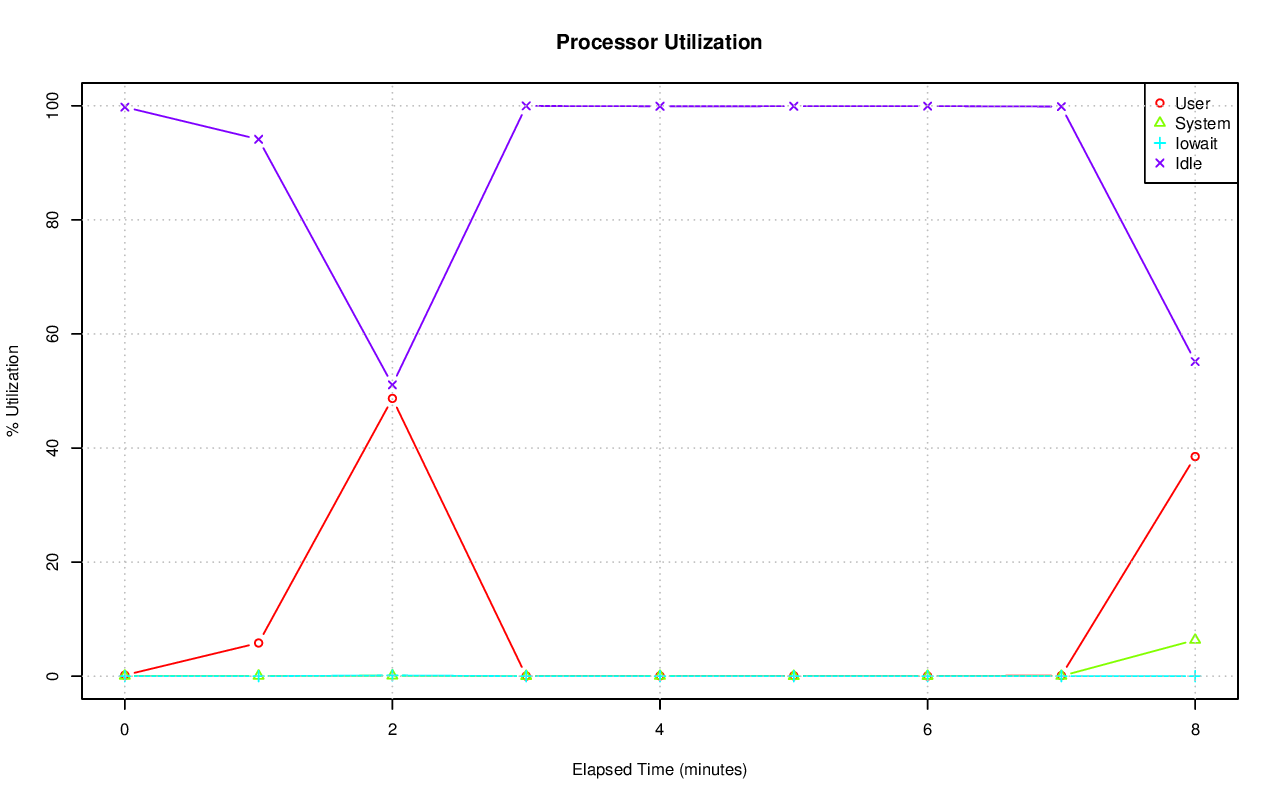 Processor Utilization
% Utilization
100
80
60
40
20
0
User
System
Iowait
Idle
0 2 4 6 8
Elapsed Time (minutes)